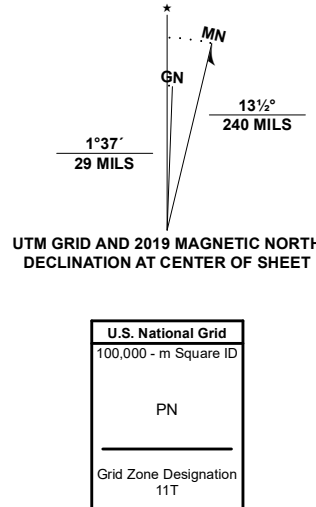 MN
GN
13½°
240 MILS
1°37´
29 MILS
UTM GRID AND 2019 MAGNETIC NORTH
DECLINATION AT CENTER OF SHEET
U.S. National Grid
100,000 - m Square ID
PN
Grid Zone Designation
11T